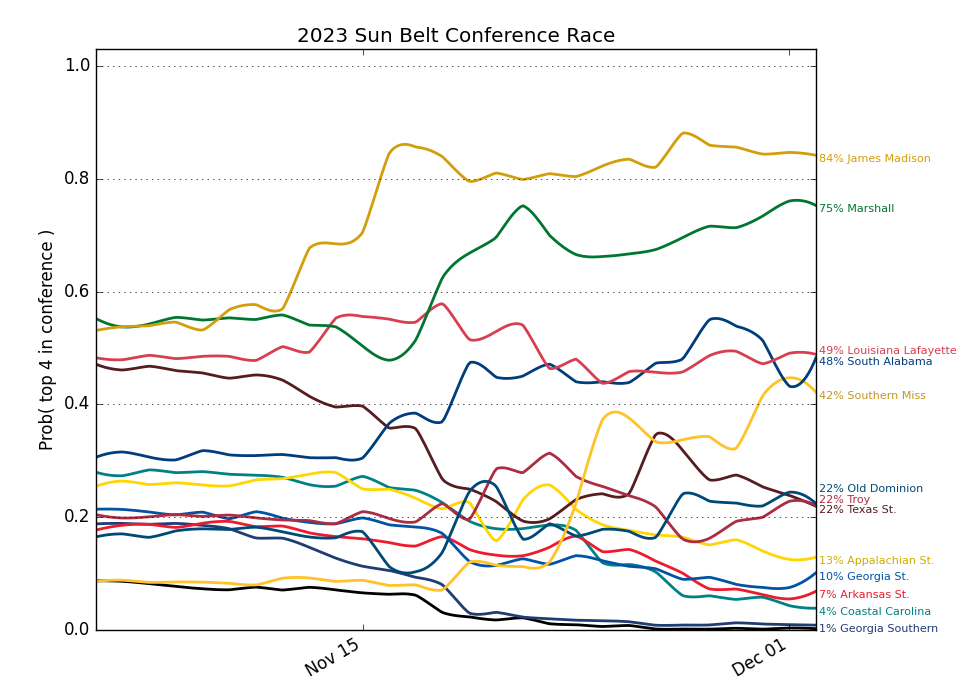 2023 Sun Belt Conference Race
Prob( top 4 in conference )
1.0
0.8
0.6
0.4
0.2
0.0
Nov 15
Dec 01
84% James Madison
75% Marshall
49% Louisiana Lafayette
48% South Alabama
42% Southern Miss
22% Old Dominion
22% Troy
22% Texas St.
13% Appalachian St.
10% Georgia St.
7% Arkansas St.
4% Coastal Carolina
1% Georgia Southern